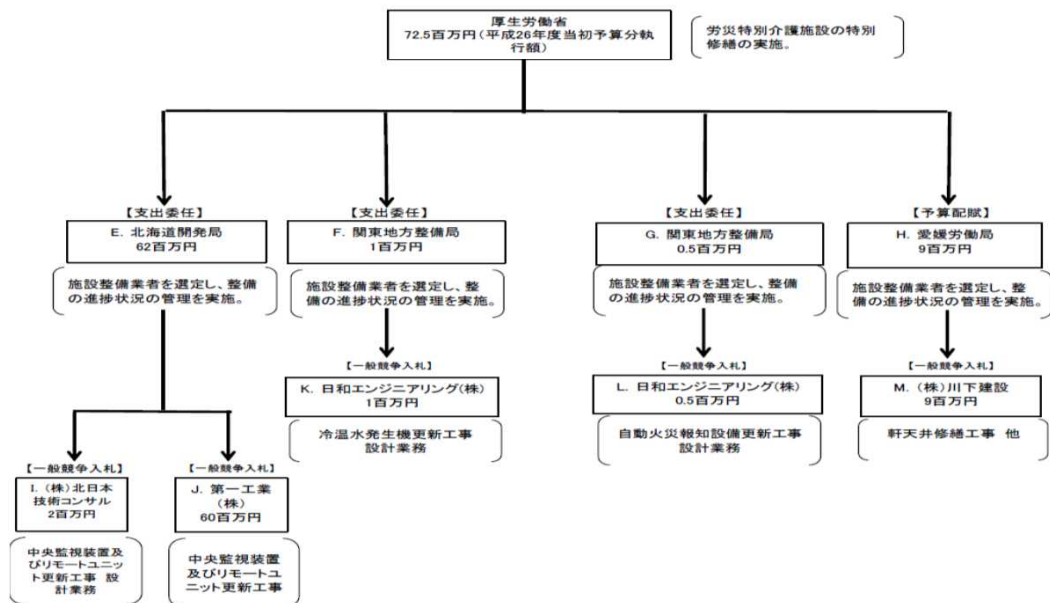 厚生労働省
72.5百万円(平成26年度当初予算分執
行額)
労災特別介護施設の特別
修繕の実施。
【支出委任】
E. 北海道開発局
62百万円
施設整備業者を選定し、整備
の進捗状況の管理を実施。
【支出委任】
F. 関東地方整備局
1百万円
施設整備業者を選定し、整
備の進捗状況の管理を実施。
【支出委任】
G. 関東地方整備局
0.5百万円
施設整備業者を選定し、整備
の進捗状況の管理を実施。
【予算配賦】
H. 愛媛労働局
9百万円
施設整備業者を選定し、整
備の進捗状況の管理を実施。
【一般競争入札】
K. 日和エンジニアリング(株)
1百万円
冷温水発生機更新工事
設計業務
【一般競争入札】
L. 日和エンジニアリング(株)
0.5百万円
自動火災報知設備更新工事
設計業務
【一般競争入札】
M. (株)川下建設
9百万円
軒天井修繕工事 他
【一般競争入札】
I. (株)北日本
技術コンサル
2百万円
中央監視装置及
びリモートユニッ
ト更新工事 設
計業務
【一般競争入札】
J. 第一工業
(株)
60百万円
中央監視装置
及びリモートユ
ニット更新工事